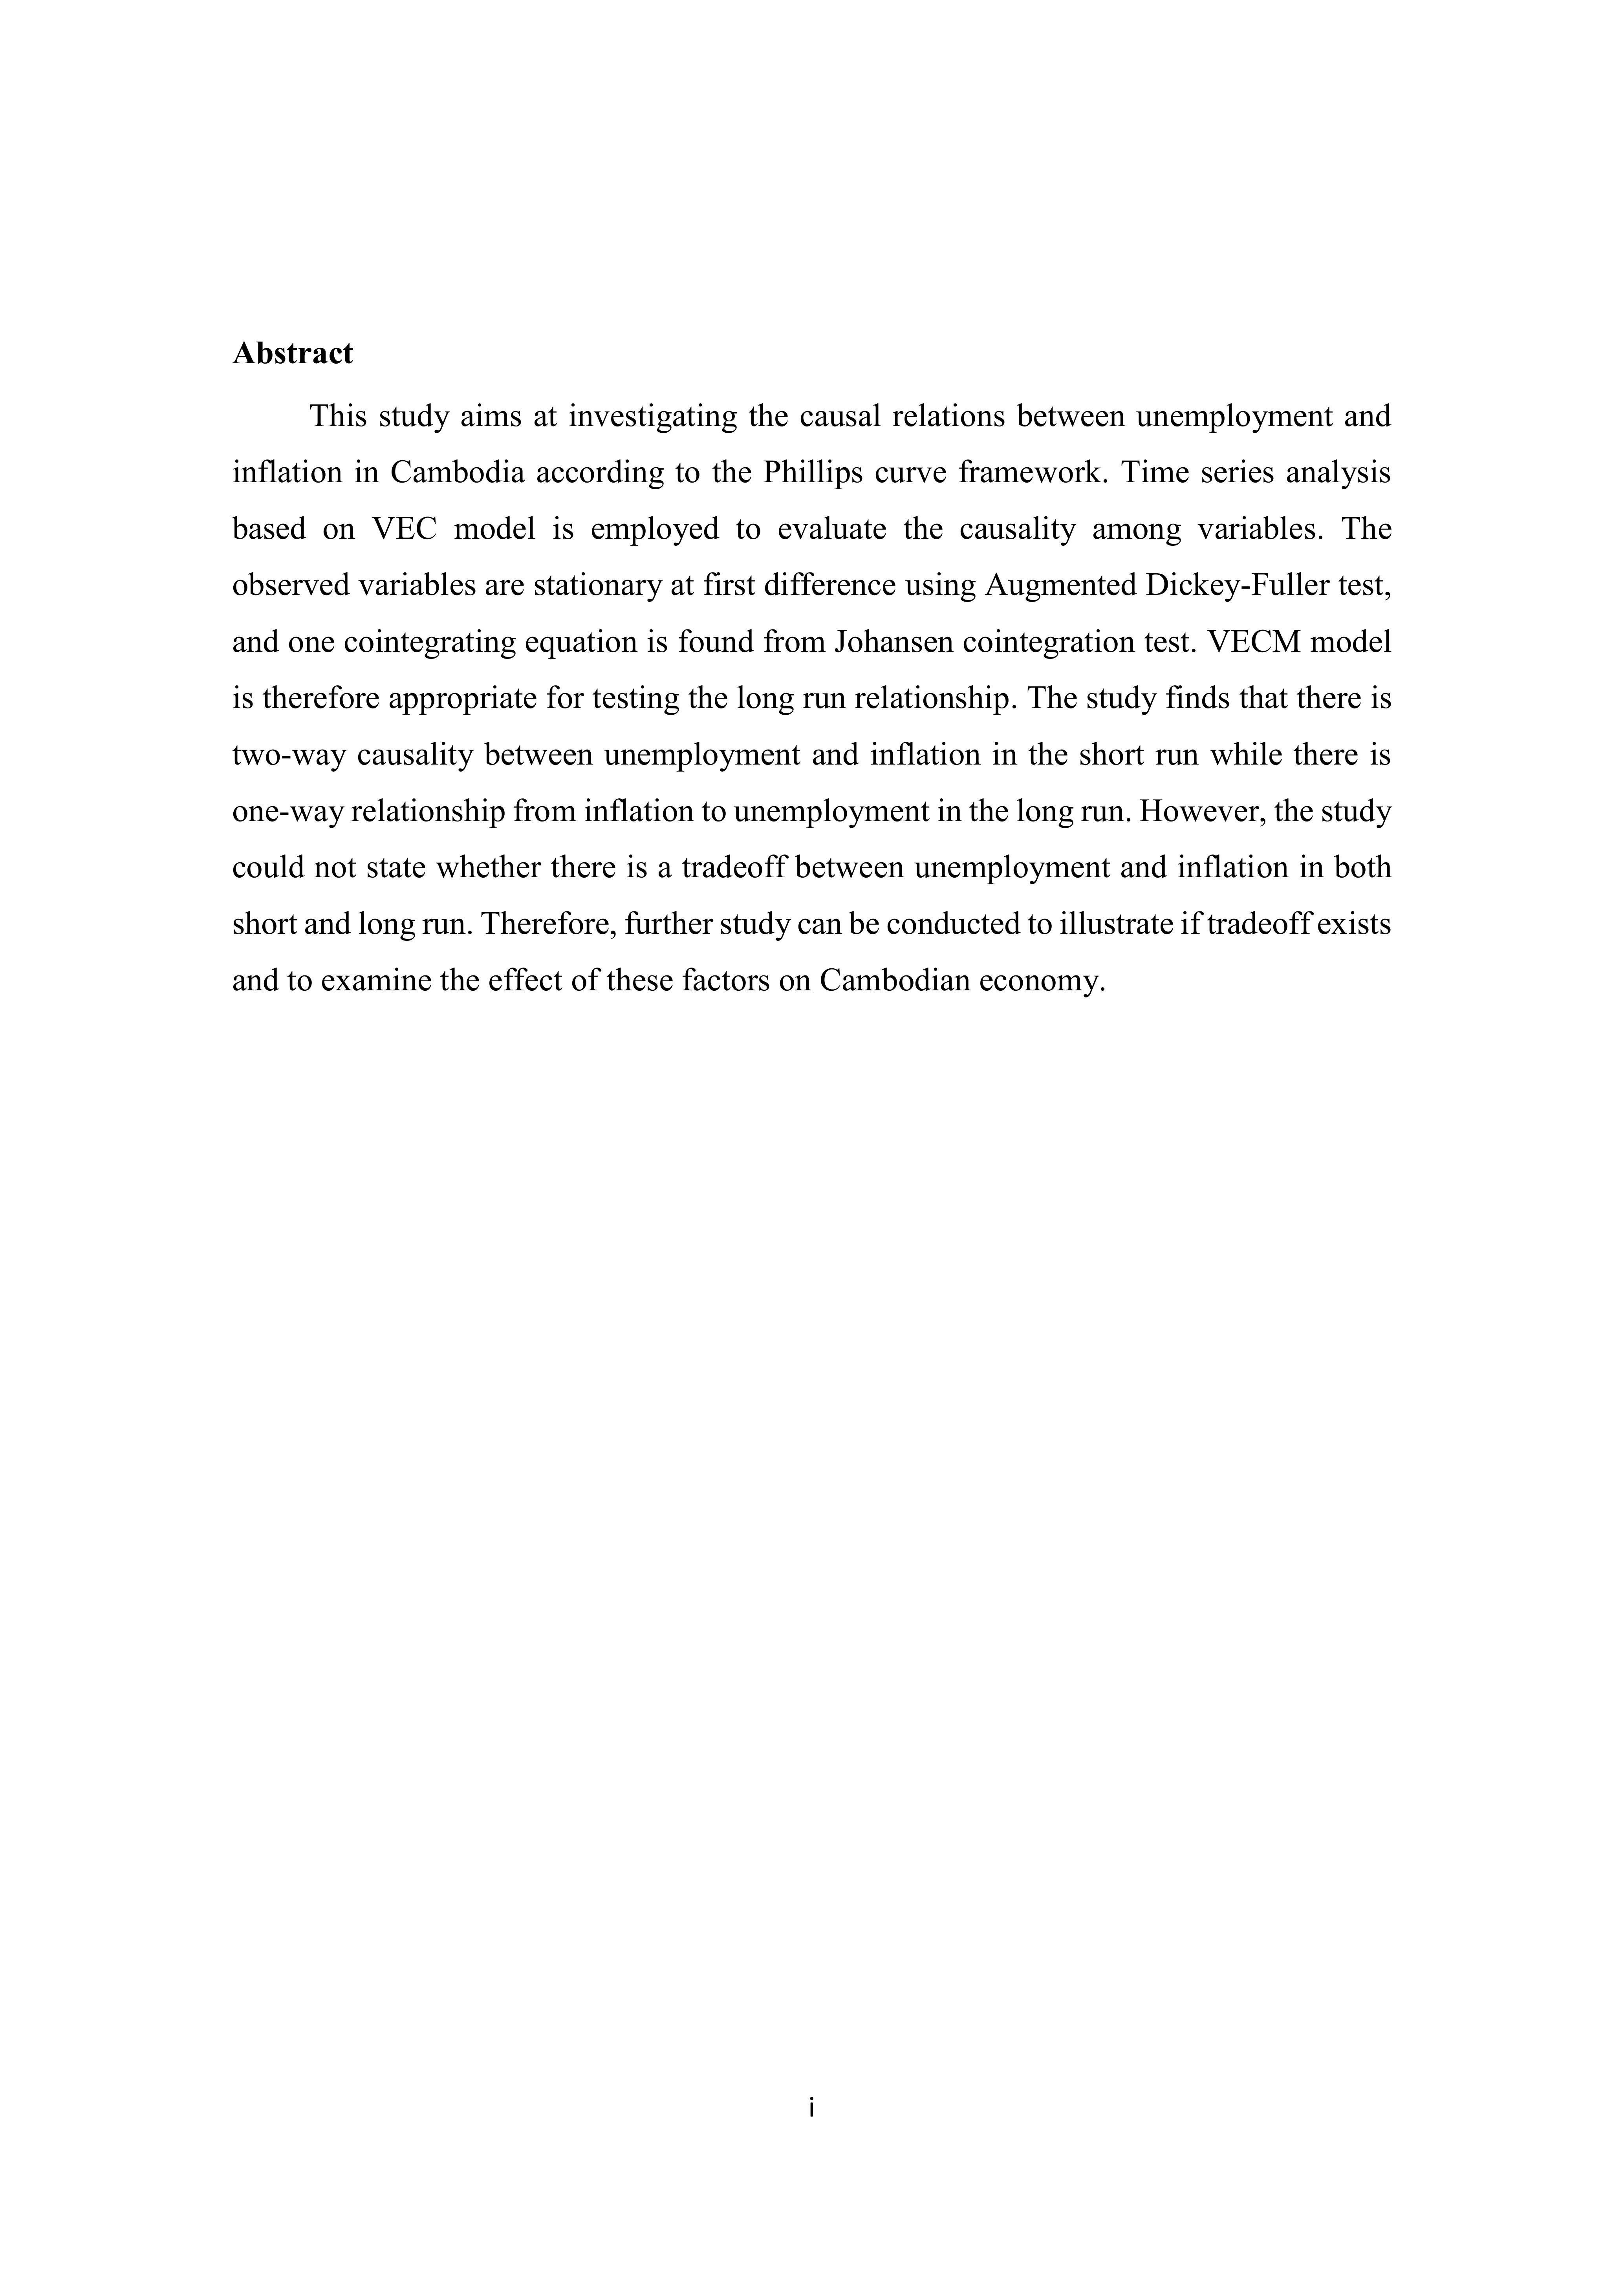 Abstract
This study aims at investigating the causal relations between unemployment and
inflation in Cambodia according to the Phillips curve framework. Time series analysis
based on VEC model is employed to evaluate the causality among variables. The
observed variables are stationary at first difference using Augmented Dickey-Fuller test,
and one cointegrating equation is found from Johansen cointegration test. VECM model
is therefore appropriate for testing the long run relationship. The study finds that there is
two-way causality between unemployment and inflation in the short run while there is
one-way relationship from inflation to unemployment in the long run. However, the study
could not state whether there is a tradeoff between unemployment and inflation in both
short and long run. Therefore, further study can be conducted to illustrate if tradeoff exists
and to examine the effect of these factors on Cambodian economy.
i